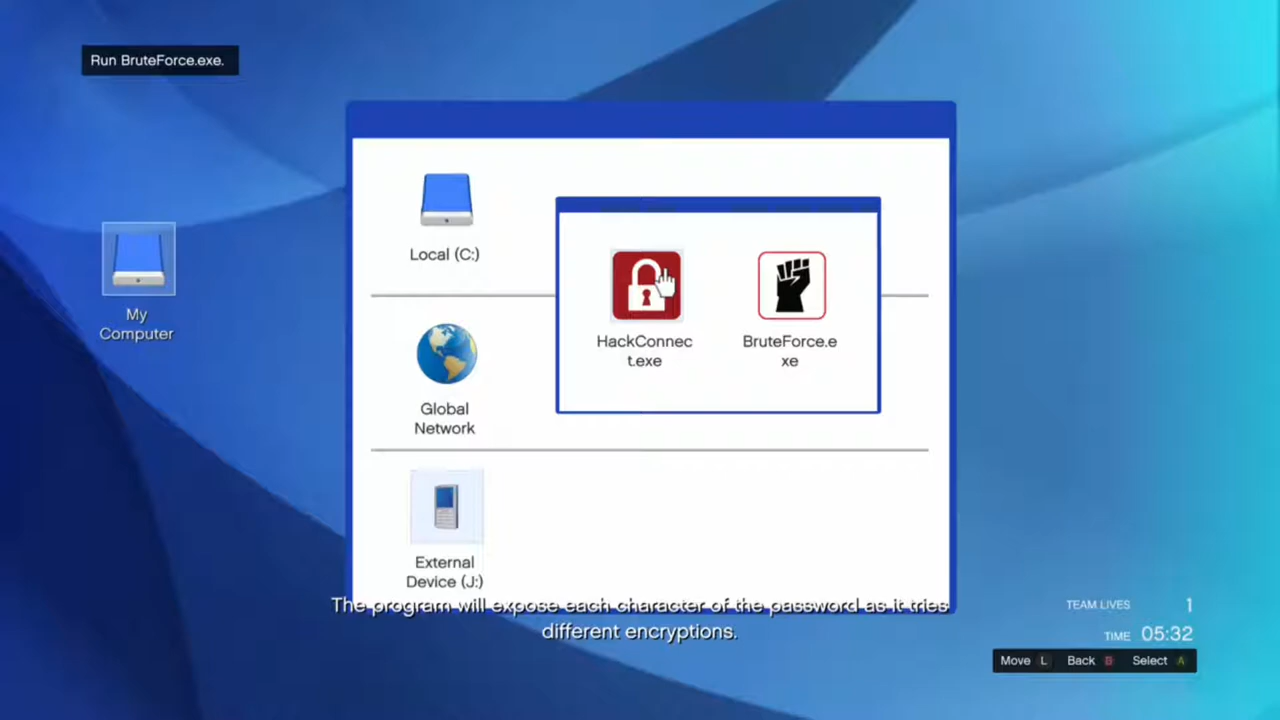 Run BruteForce.exe.
Local (C:)
HackConnec
t.exe
BruteForce.e
xe
My
Computer
Global
Network
External
Device (J:)
The program will expose each character of the password as it tries
different encryptions.
TEAM LIVES 1
TIME 05:32
Move L Back B Select A